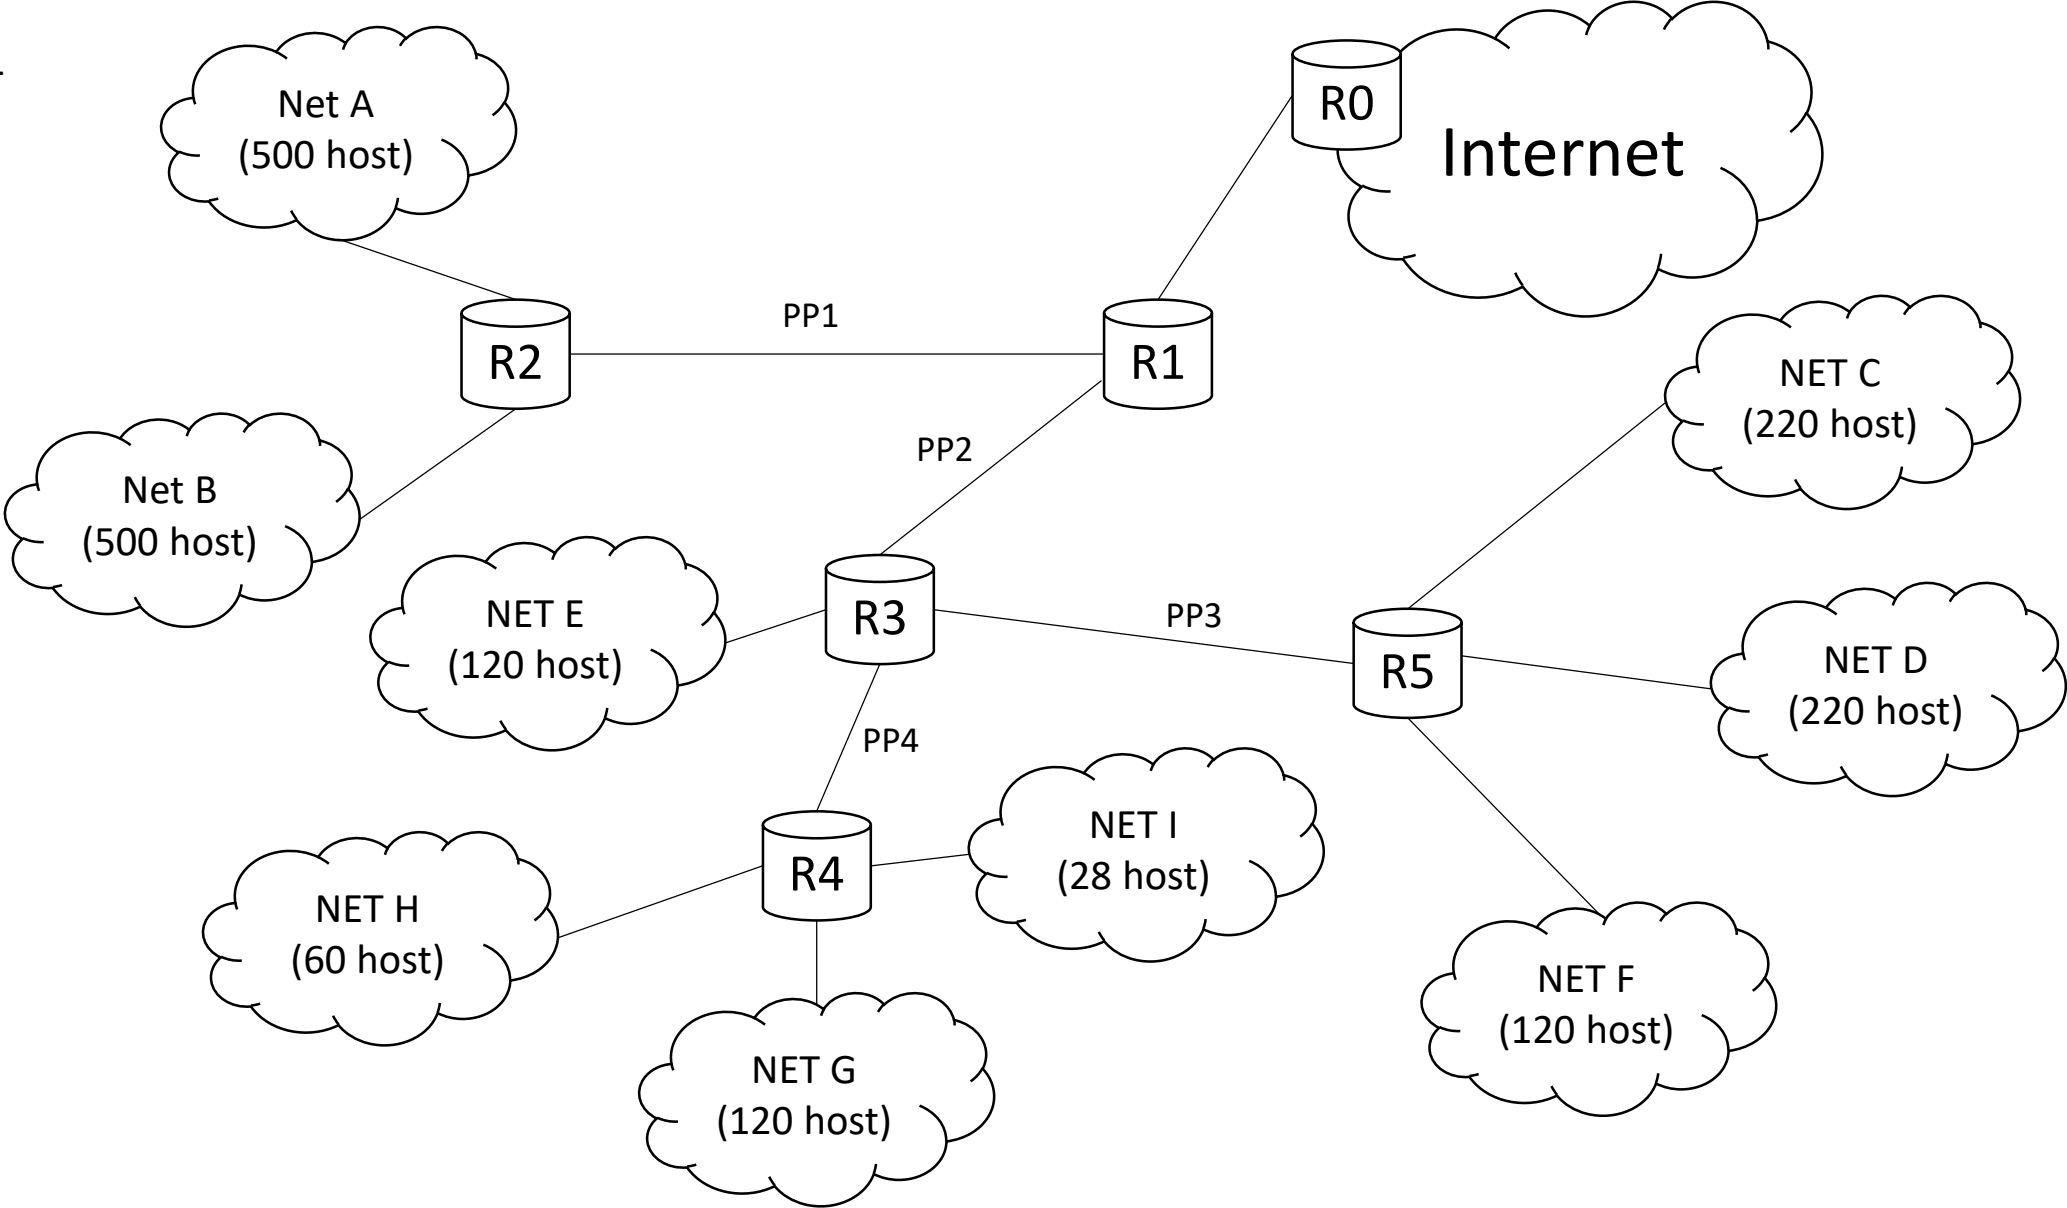 Net A
(500 host)
R0
Internet
PP1
R2
R1
NET C
(220 host)
PP2
Net B
(500 host)
NET E
(120 host)
R3
PP3
R5
NET D
(220 host)
PP4
NET I
(28 host)
R4
NET H
(60 host)
NET F
(120 host)
NET G
(120 host)